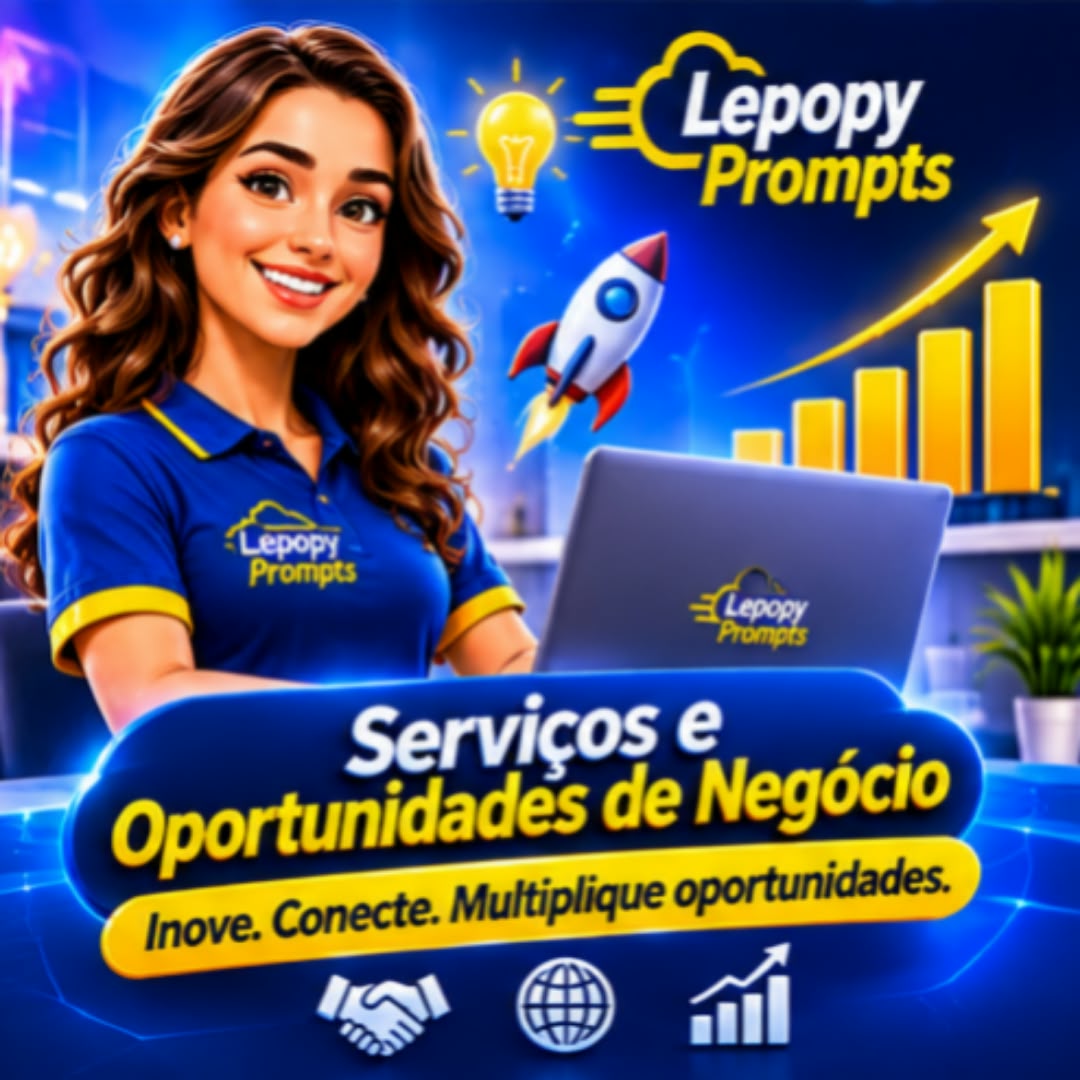 Lepopy
Prompts
Lepopy
Prompts
Lepopy
Prompts
Serviços e
Oportunidades de Negócio
Inove. Conecte. Multiplique oportunidades.